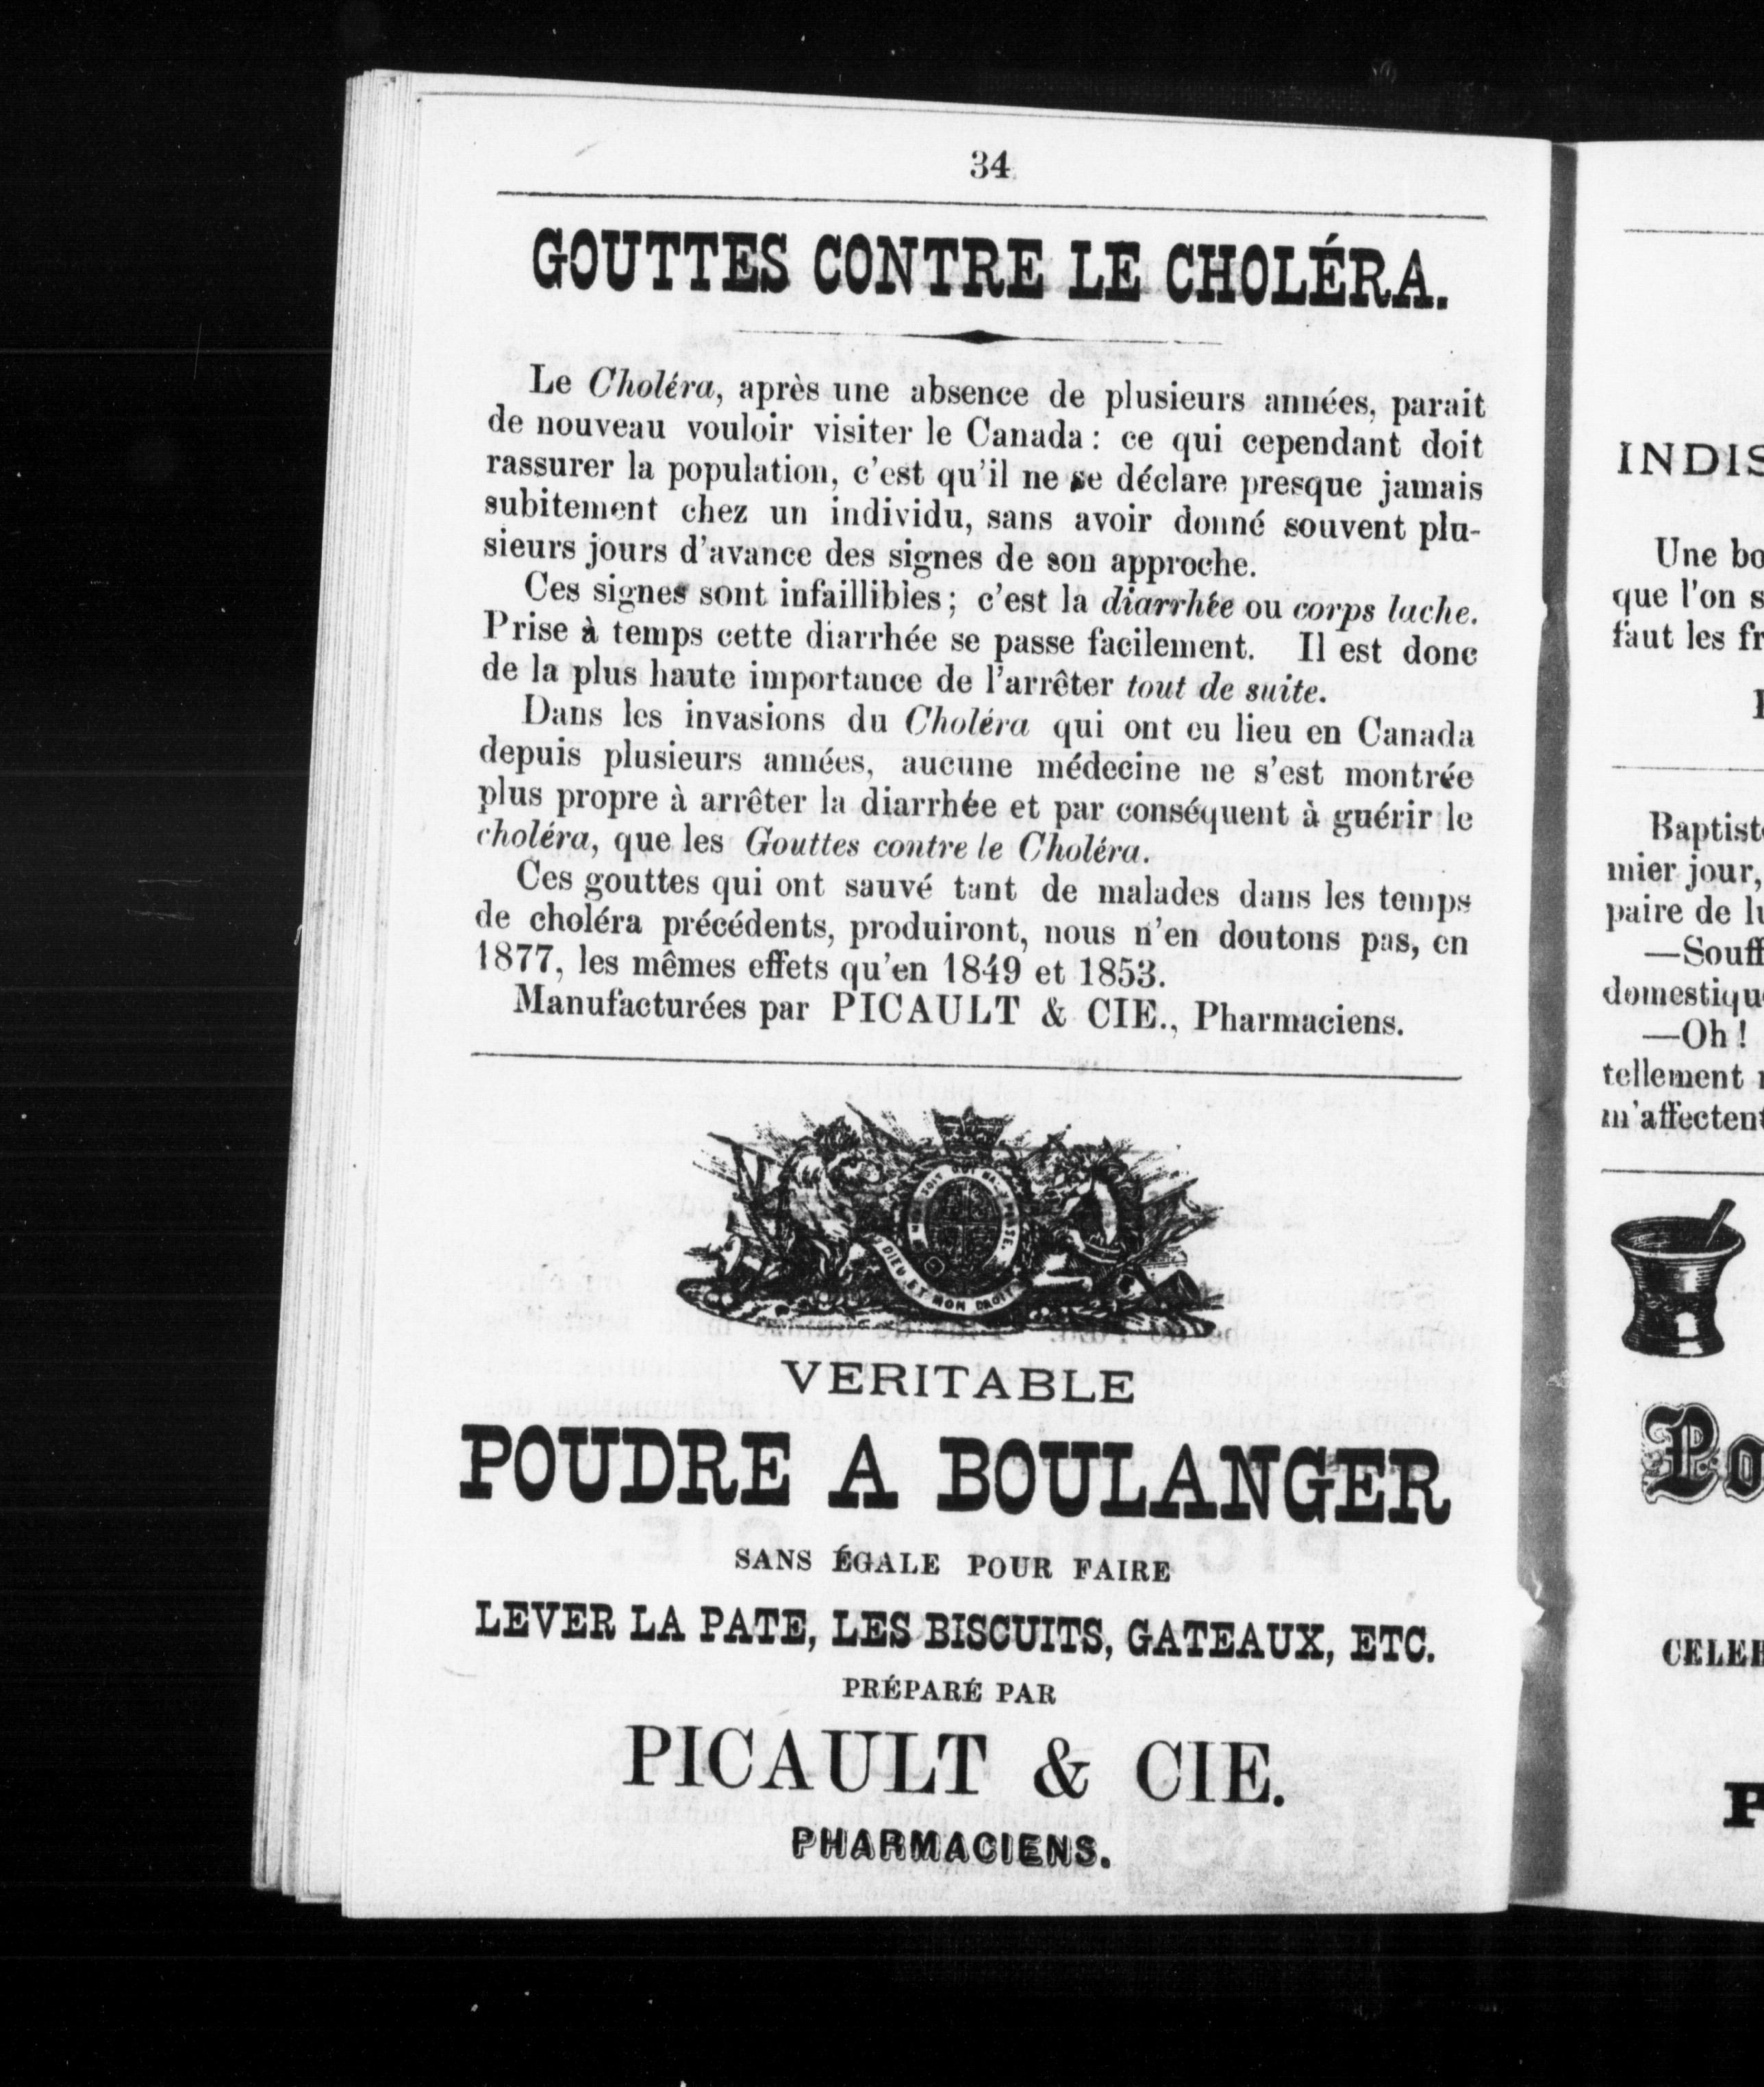 34
GOUTTES CONTRE LE CHOLÉRA.
Le Choléra, après une absence de plusieurs années, parait
de nouveau vouloir visiter le Canada : ce qui cependant doit
rassurer la population, c'est qu'il ne se déclare presque jamais
subitement chez un individu, sans avoir donné souvent plu-
sieurs jours d'avance des signes de son approche.
Ces signes sont infaillibles ; c'est la diarrhée ou corps lache.
Prise à temps cette diarrhée se passe facilement. Il est donc
de la plus haute importance de l'arrêter tout de suite.
Dans les invasions du Choléra qui ont eu lieu en Canada
depuis plusieurs années, aucune médecine ne s'est montrée
plus propre à arrêter la diarrhée et par conséquent à guérir le
choléra, que les Gouttes contre le Choléra.
Ces gouttes qui ont sauvé tant de malades dans les temps
de choléra précédents, produiront, nous n'en doutons pas, en
1877, les mêmes effets qu'en 1849 et 1853.
Manufacturées par PICAULT & CIE., Pharmaciens.
SOIT QUI MAL Y PENSE.
DIEU ET MON DROIT
VERITABLE
POUDRE A BOULANGER
SANS ÉGALE POUR FAIRE
LEVER LA PATE, LES BISCUITS, GATEAUX, ETC.
PRÉPARÉ PAR
PICAULT & CIE.
PHARMACIENS.
INDIS
Une bo
que l'on s
faut les fr
Baptiste
mier jour,
paire de lu
—Souff
domestiqu
—Oh !
tellement
m'affectent
Po
CELEB
P